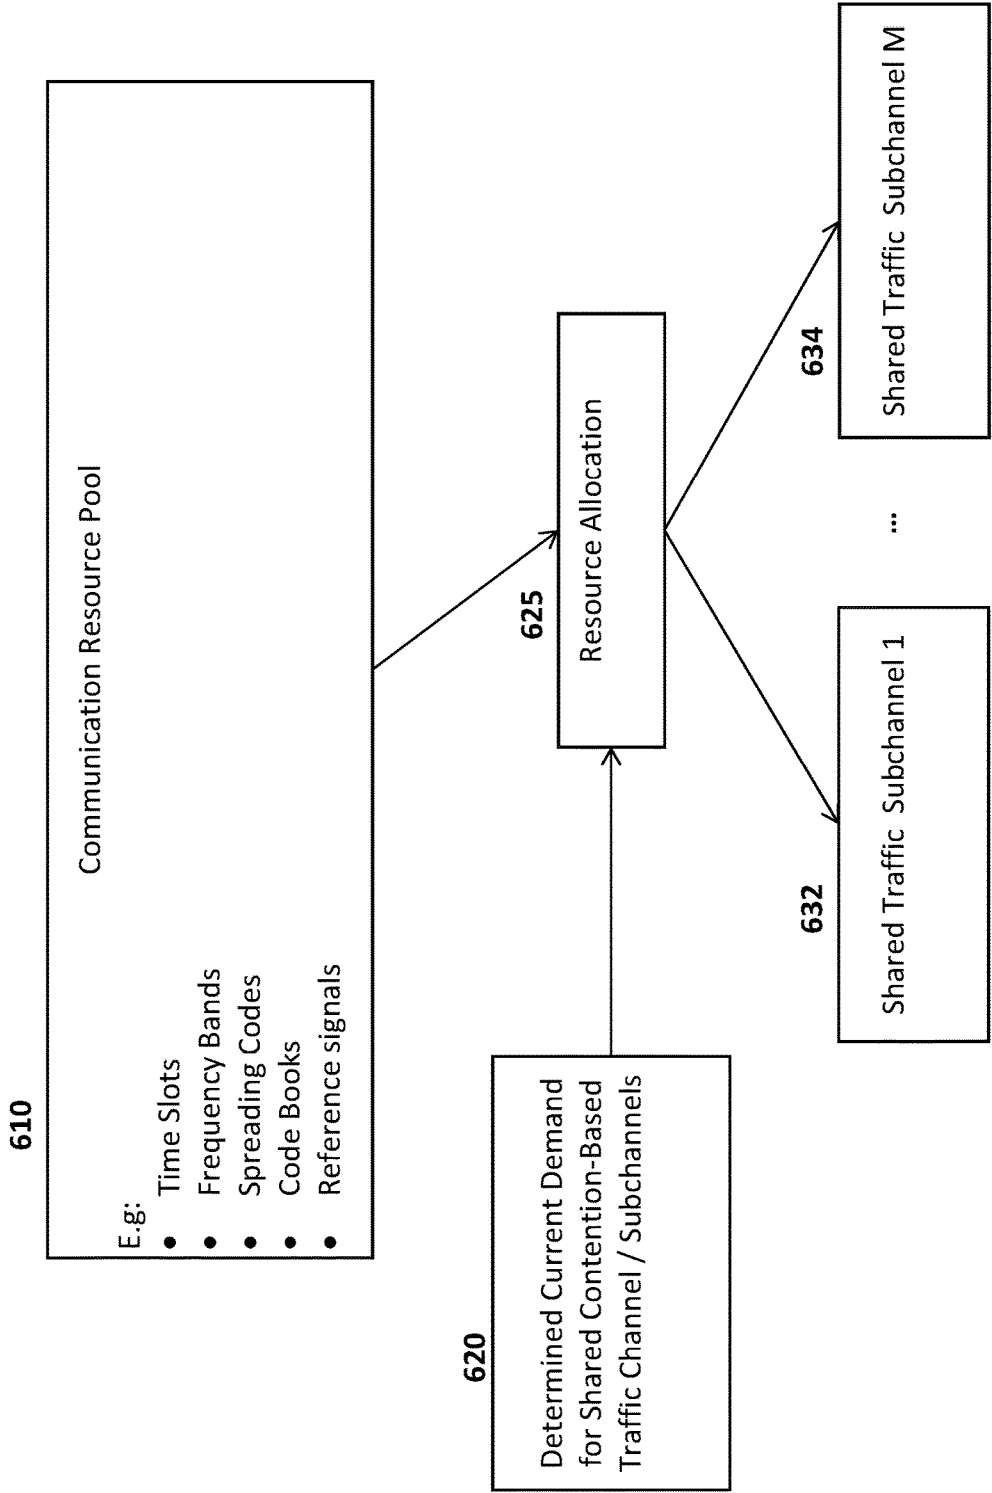 610
Communication Resource Pool
E.g:
● Time Slots
● Frequency Bands
● Spreading Codes
● Code Books
● Reference signals
620
Determined Current Demand
for Shared Contention-Based
Traffic Channel / Subchannels
625
Resource Allocation
632
Shared Traffic Subchannel 1
...
634
Shared Traffic Subchannel M